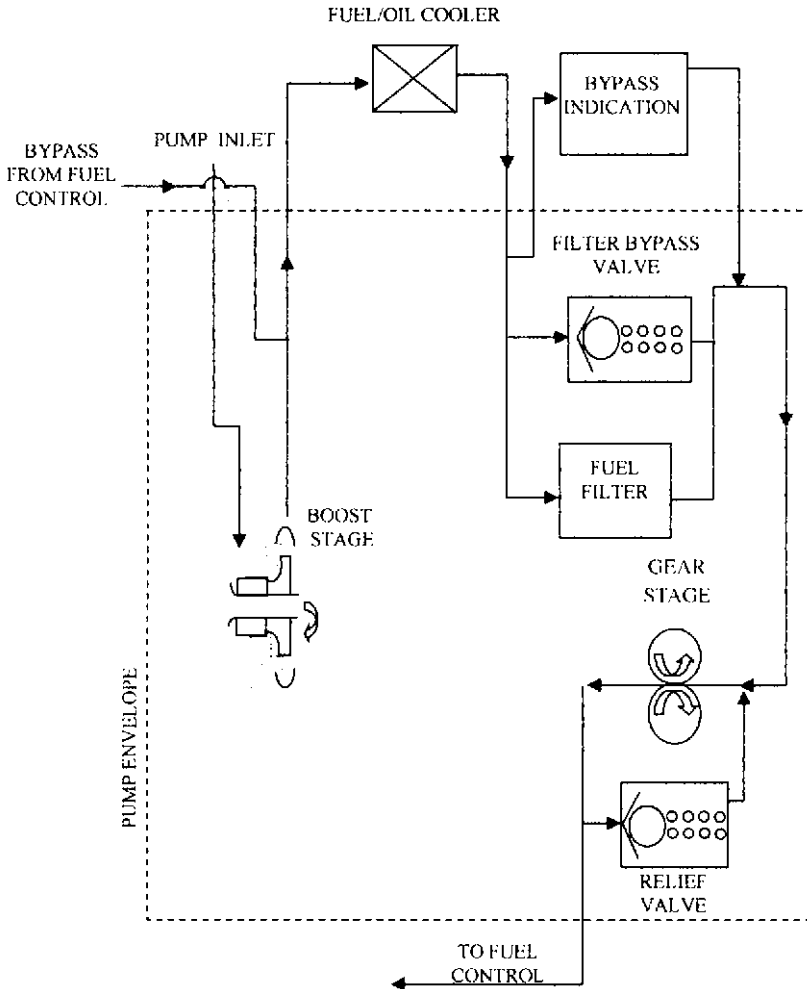 FUEL/OIL COOLER
BYPASS
INDICATION
PUMP INLET
BYPASS
FROM FUEL
CONTROL
FILTER BYPASS
VALVE
FUEL
FILTER
BOOST
STAGE
GEAR
STAGE
PUMP ENVELOPE
RELIEF
VALVE
TO FUEL
CONTROL